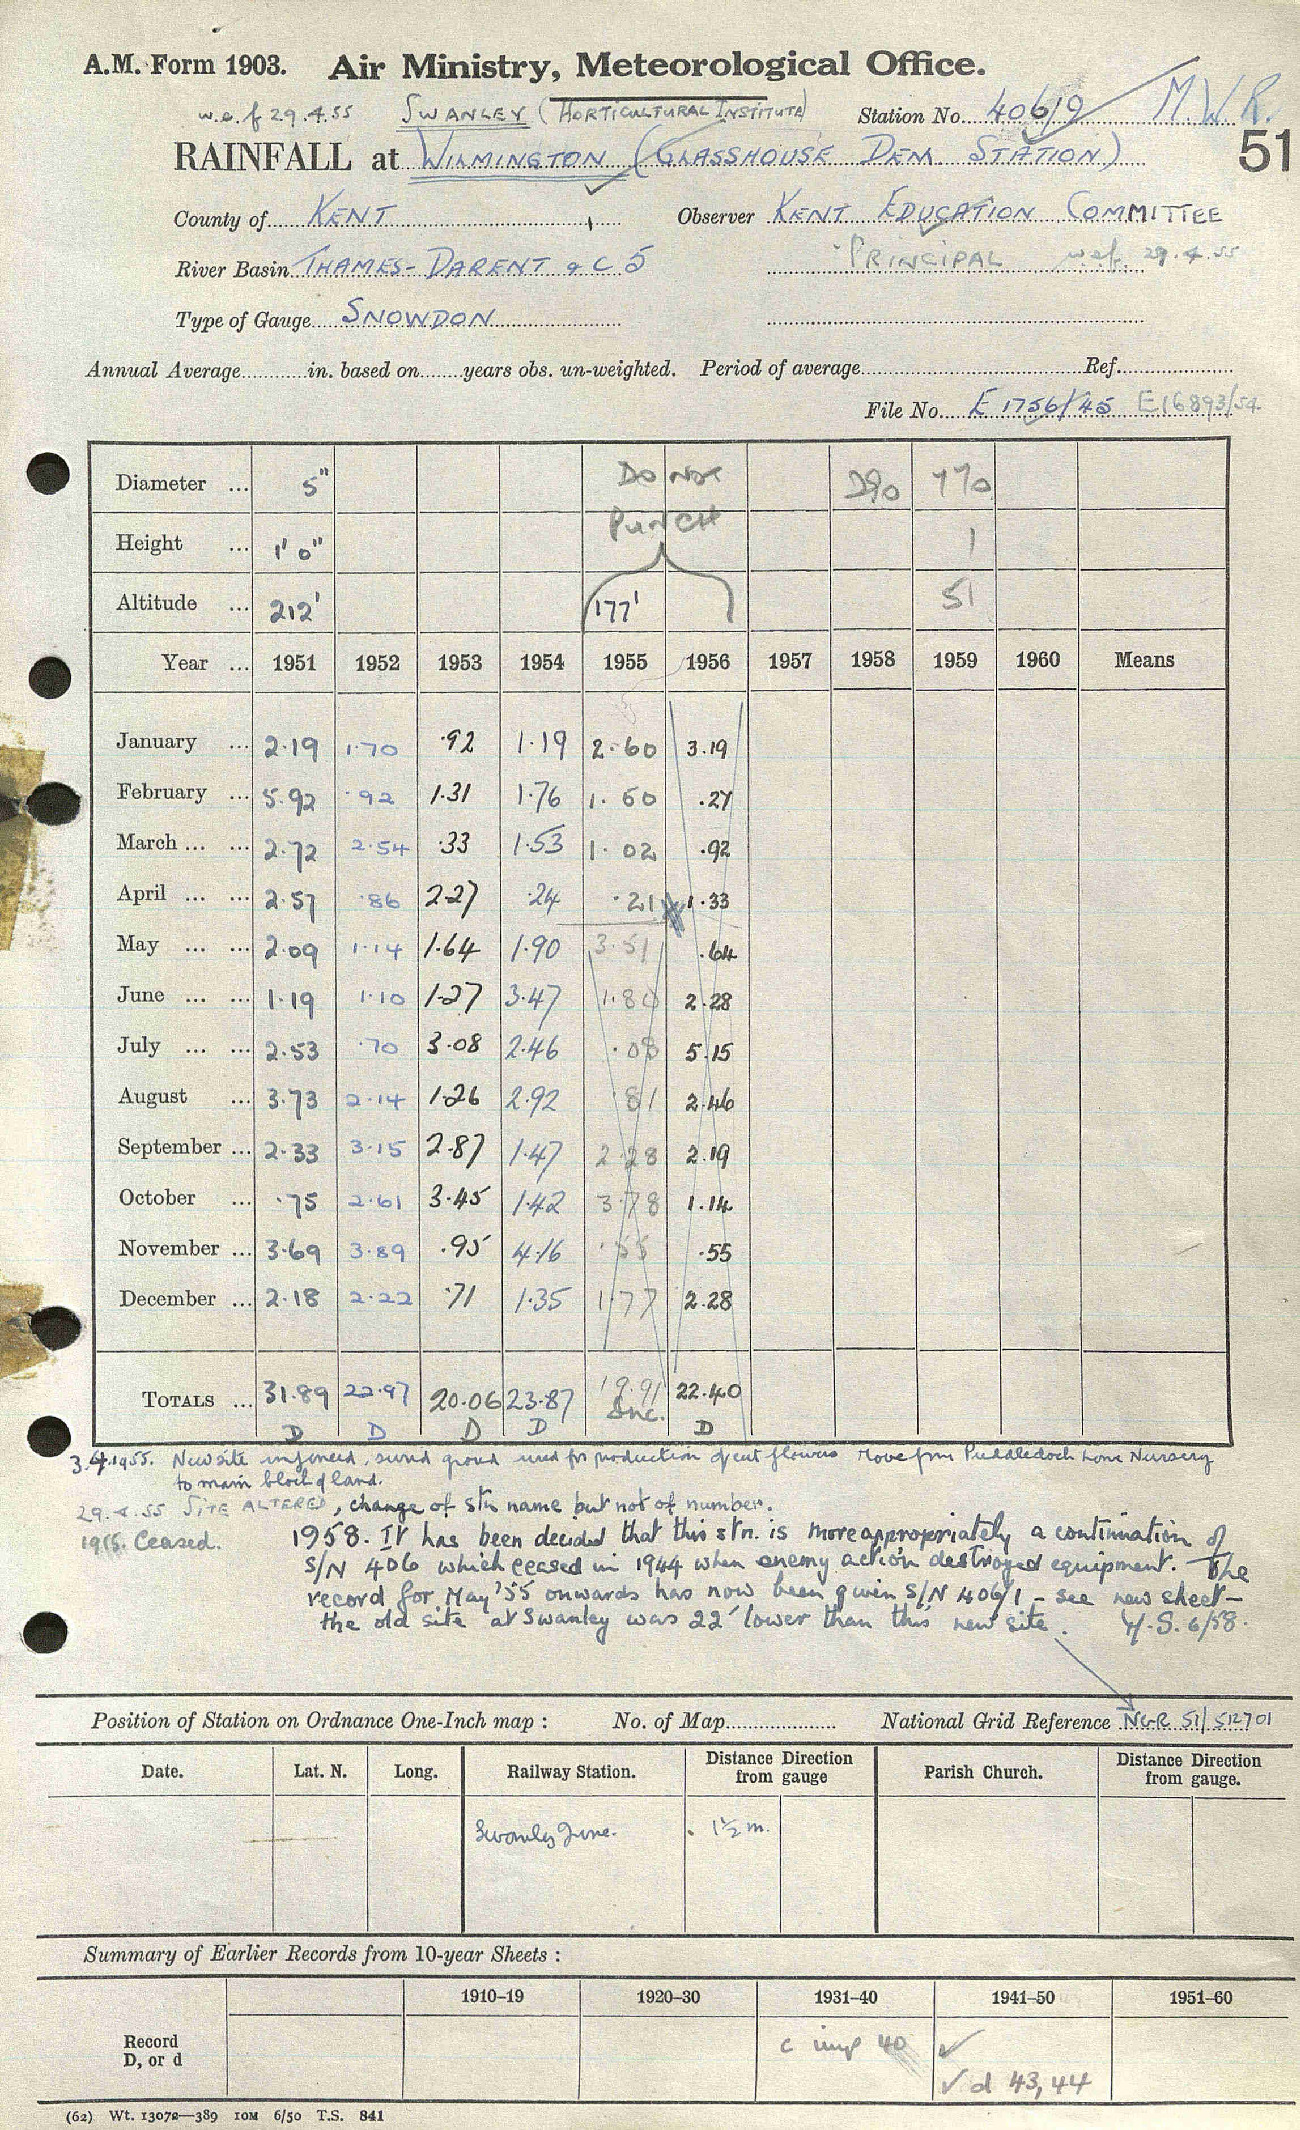 A.M. Form 1903. Air Ministry, Meteorological Office.
w.e.f 29.4.55 SWANLEY (HORTICULTURAL INSTITUTE) Station No. 406/9 M.W.R.
51
RAINFALL at WILMINGTON (GLASSHOUSE DEM STATION)
County of KENT Observer KENT EDUCATION COMMITTEE
River Basin THAMES-DARENT & C 5 PRINCIPAL w.e.f. 29.4.55
Type of Gauge SNOWDON
Annual Average in. based on years obs. un-weighted. Period of average Ref.
File No. E 1756/45 E16893/54
Diameter ... 5" DO NOT 770
PUNCH
Height ... 1' 0" 1
Altitude ... 212' 177' 51
Year ... 1951 1952 1953 1954 1955 1956 1957 1958 1959 1960 Means
January ... 2.19 1.70 .92 1.19 2.60 3.19
February ... 5.92 .92 1.31 1.76 1.60 .27
March ... ... 2.72 2.54 .33 1.53 1.02 .92
April ... ... 2.57 .86 2.27 .24 .21 1.33
May ... ... 2.09 1.14 1.64 1.90 3.51 .64
June ... ... 1.19 1.10 1.27 3.47 1.80 2.28
July ... ... 2.53 .70 3.08 2.46 .08 5.15
August ... 3.73 2.14 1.26 2.92 .81 2.46
September ... 2.33 3.15 2.87 1.47 2.28 2.19
October ... .75 2.61 3.45 1.42 3.78 1.14
November ... 3.69 3.89 .95 4.16 .55 .55
December ... 2.18 2.22 .71 1.35 1.77 2.28
TOTALS ... 31.89 22.97 20.06 23.87 19.91 22.40
D D D D Inc. D
3.4.1955. New site inspected, ground used for production of cut flowers Move from Puddledock Lane Nursery
to main block of land.
29.4.55 SITE ALTERED, change of stn name but not of number.
1956. Ceased. 1958. It has been decided that this stn. is more appropriately a continuation of
S/N 406 which ceased in 1944 when enemy action destroyed equipment. The
record for May '55 onwards has now been given S/N 406/1 - see new sheet -
the old site at Swanley was 22' lower than this new site. H.S. 6/58.
Position of Station on Ordnance One-Inch map : No. of Map National Grid Reference NGR 51/512701
Date. Lat. N. Long. Railway Station. Distance Direction from gauge Parish Church. Distance Direction from gauge.
Swanley Junc. 1½ m.
Summary of Earlier Records from 10-year Sheets :
1910–19 1920–30 1931–40 1941–50 1951–60
Record c imp 40 ✓
D, or d ✓ d 43, 44
(62) Wt. 13072—389 10M 6/50 T.S. 841